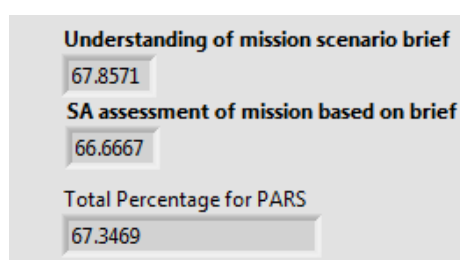 Understanding of mission scenario brief
67.8571
SA assessment of mission based on brief
66.6667
Total Percentage for PARS
67.3469